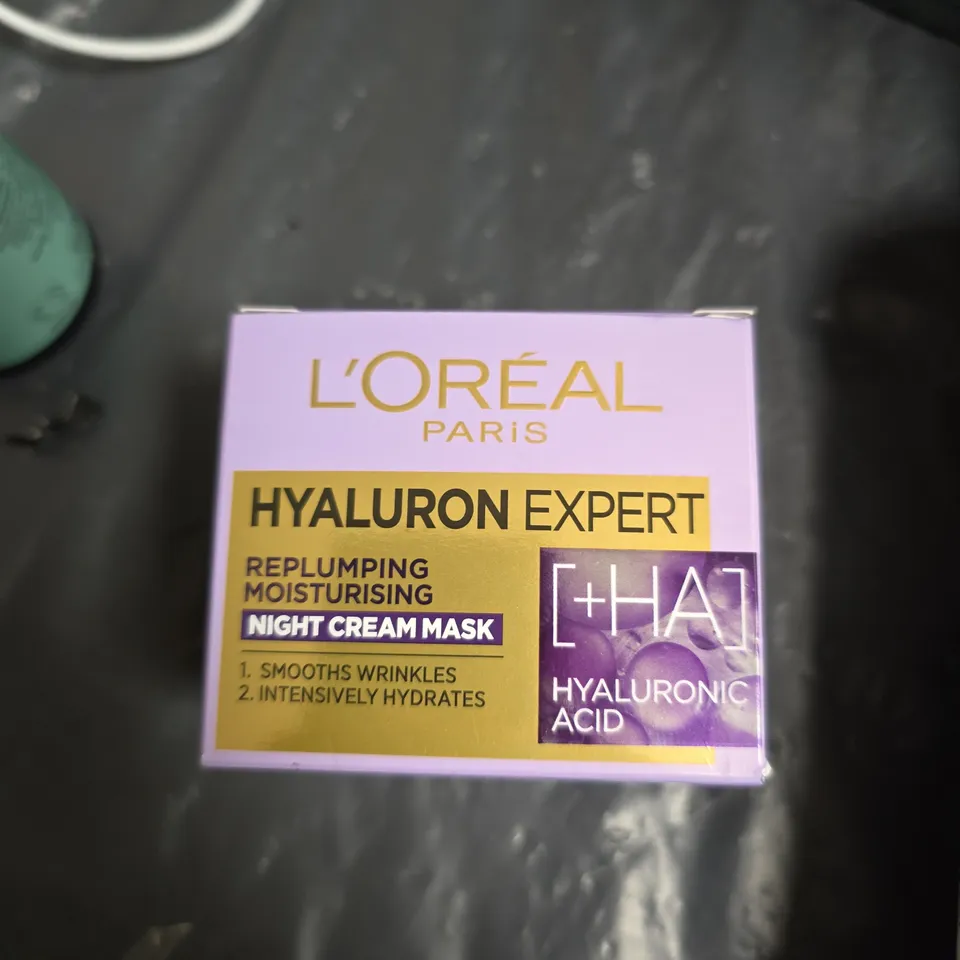 L'ORÉAL
PARiS
HYALURON EXPERT
REPLUMPING
MOISTURISING
NIGHT CREAM MASK
1. SMOOTHS WRINKLES
2. INTENSIVELY HYDRATES
[+HA]
HYALURONIC
ACID